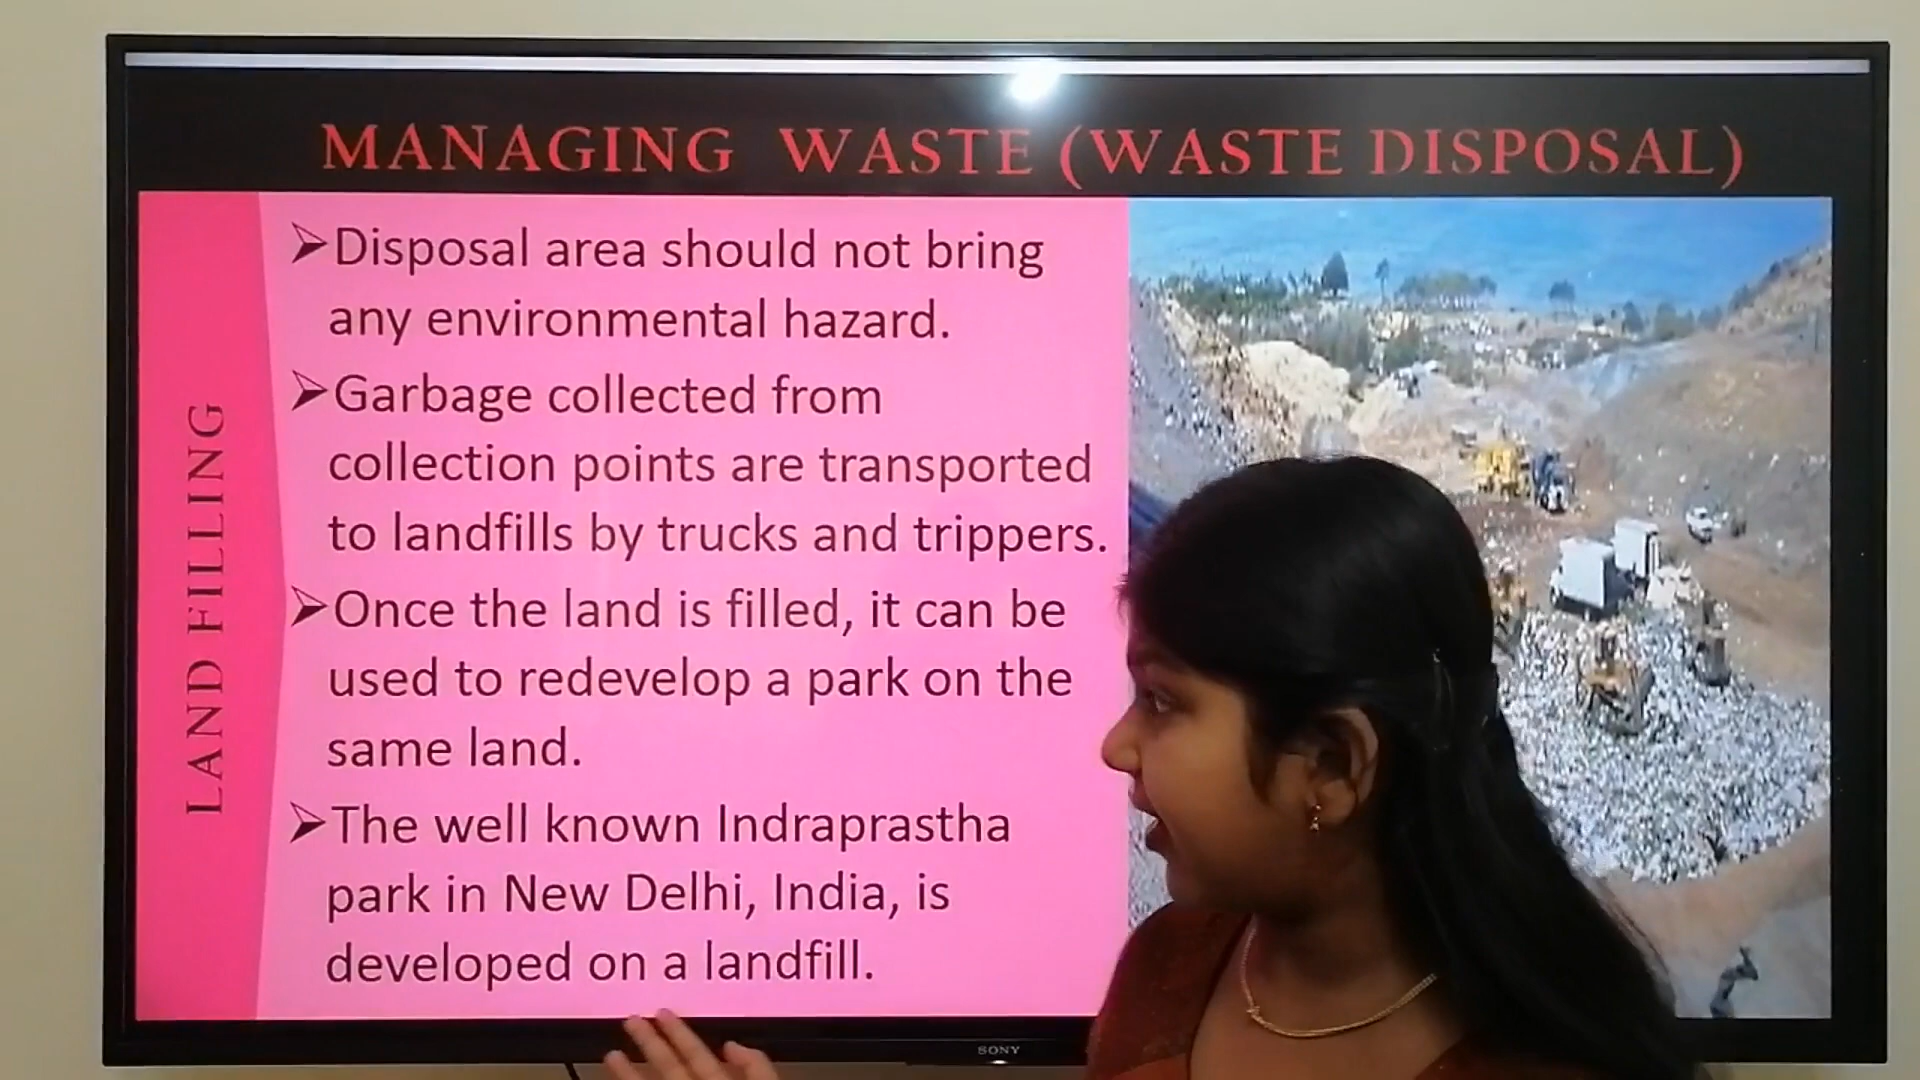 MANAGING WASTE (WASTE DISPOSAL)
LAND FILLING
➢Disposal area should not bring
any environmental hazard.
➢Garbage collected from
collection points are transported
to landfills by trucks and trippers.
➢Once the land is filled, it can be
used to redevelop a park on the
same land.
➢The well known Indraprastha
park in New Delhi, India, is
developed on a landfill.
SONY